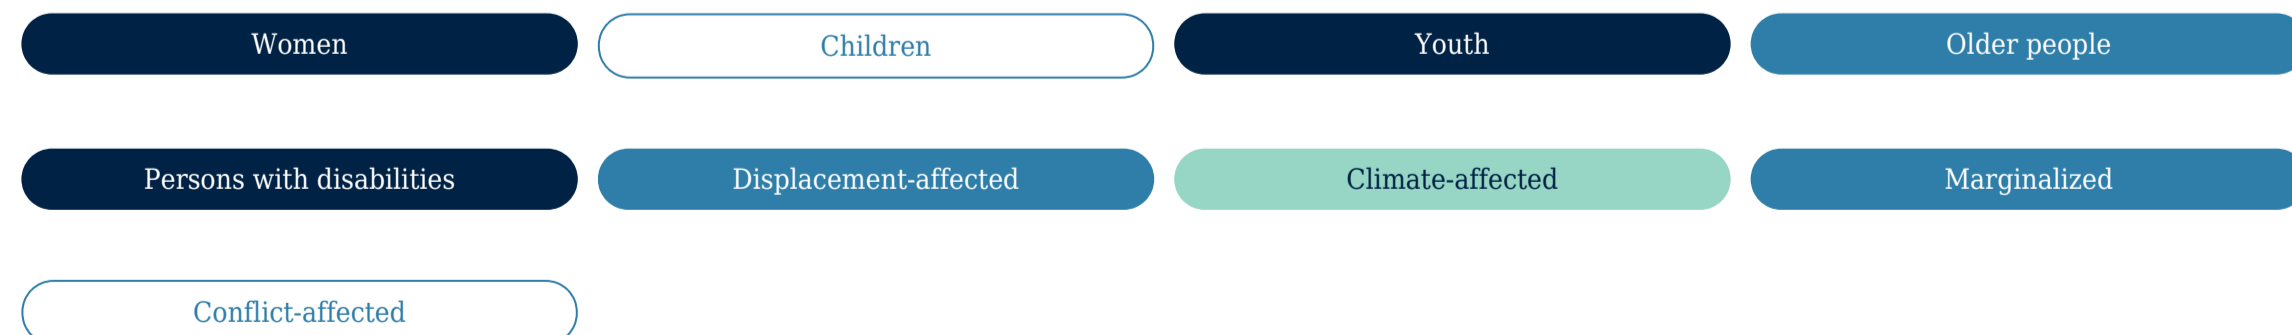 Women
Children
Youth
Older people
Persons with disabilities
Displacement-affected
Climate-affected
Marginalized
Conflict-affected